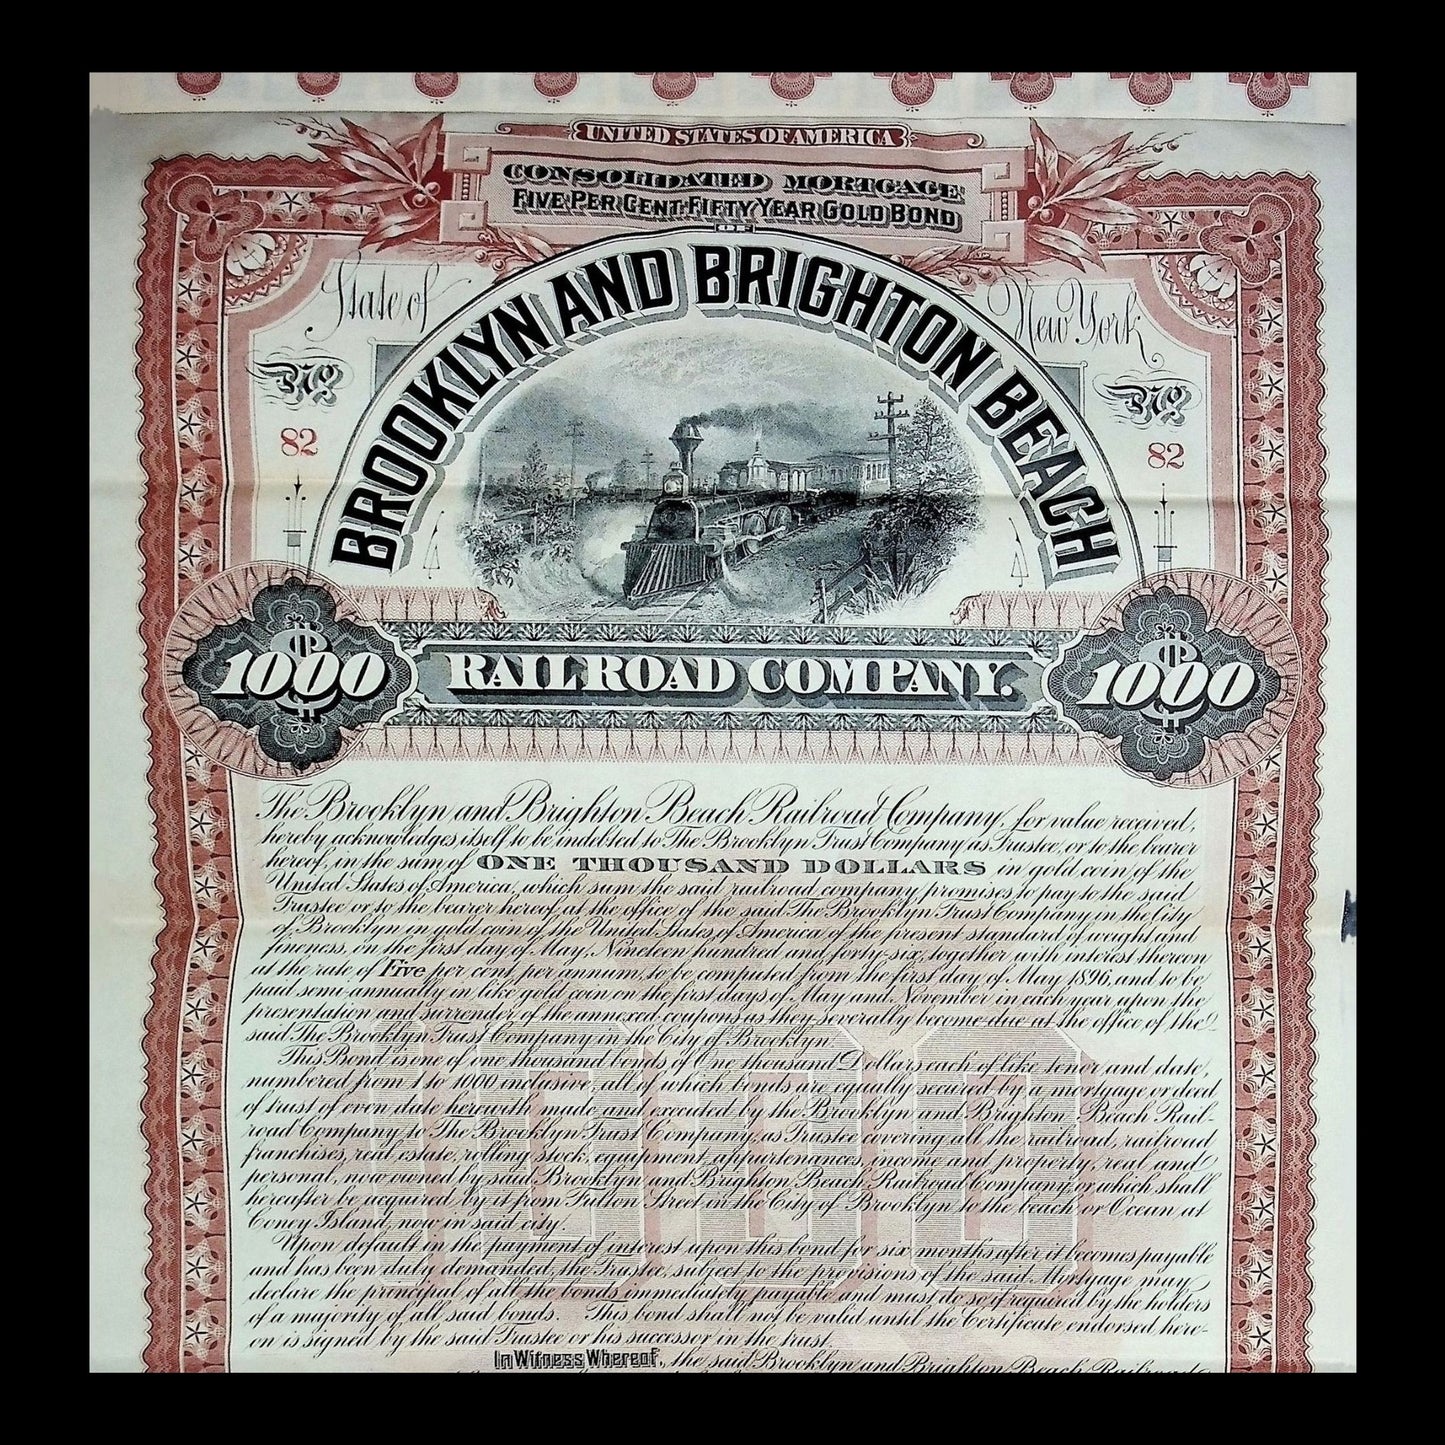 UNITED STATES OF AMERICA
CONSOLIDATED MORTGAGE
FIVE PER CENT FIFTY YEAR GOLD BOND
OF
State of New York
BROOKLYN AND BRIGHTON BEACH
No. No.
82 82
RAILROAD COMPANY.
$1000 $1000
The Brooklyn and Brighton Beach Railroad Company, for value received,
hereby acknowledges itself to be indebted to The Brooklyn Trust Company as Trustee, or to the bearer
hereof, in the sum of ONE THOUSAND DOLLARS in gold coin of the
United States of America, which sum the said railroad company promises to pay to the said
Trustee or to the bearer hereof, at the office of the said The Brooklyn Trust Company in the City
of Brooklyn in gold coin of the United States of America of the present standard of weight and
fineness, on the first day of May, Nineteen hundred and forty-six, together with interest thereon
at the rate of Five per cent, per annum, to be computed from the first day of May 1896, and to be
paid semi-annually in like gold coin on the first days of May and November in each year upon the
presentation and surrender of the annexed coupons as they severally become due at the office of the
said The Brooklyn Trust Company in the City of Brooklyn.
This Bond is one of one thousand bonds of One thousand Dollars each of like tenor and date,
numbered from 1 to 1000 inclusive, all of which bonds are equally secured by a mortgage or deed
of trust of even date herewith made and executed by the Brooklyn and Brighton Beach Rail-
road Company to The Brooklyn Trust Company, as Trustee covering all the railroad, railroad
franchises, real estate, rolling stock, equipment, appurtenances, income and property, real and
personal, now owned by said Brooklyn and Brighton Beach Railroad Company, or which shall
hereafter be acquired by it from Fulton Street in the City of Brooklyn to the beach or Ocean at
Coney Island, now in said city.
Upon default in the payment of interest upon this bond for six months after it becomes payable
and has been duly demanded, the Trustee, subject to the provisions of the said Mortgage may
declare the principal of all the bonds immediately payable and must do so if required by the holders
of a majority of all said bonds. This bond shall not be valid until the Certificate endorsed here-
on is signed by the said Trustee or his successor in the trust.
In Witness Whereof, the said Brooklyn and Brighton Beach Railroad